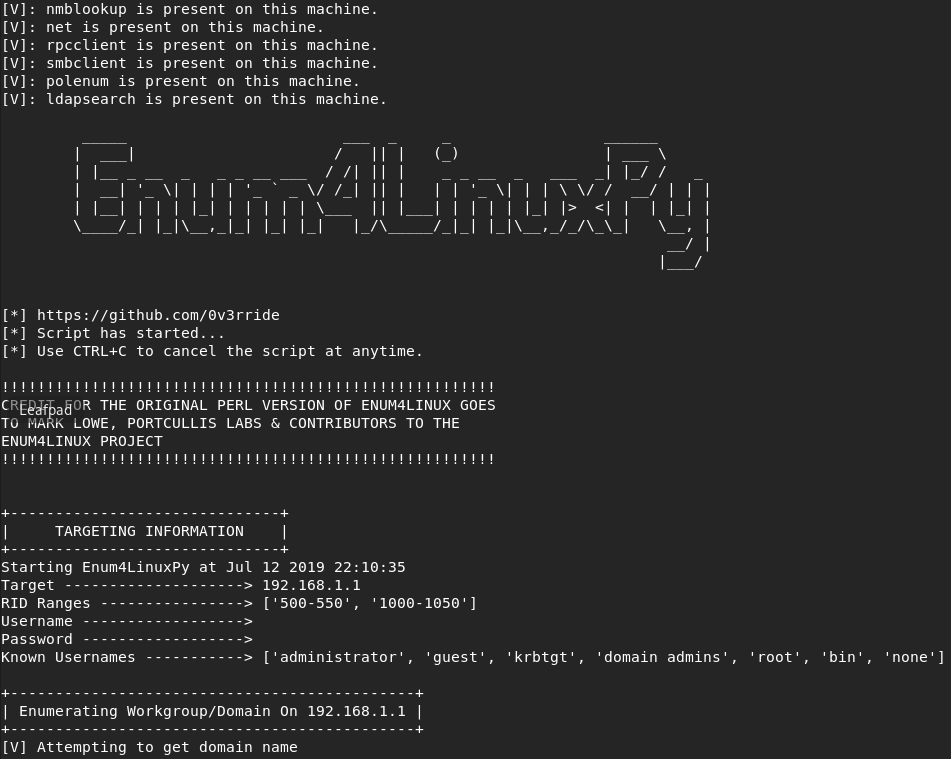 [V]: nmblookup is present on this machine.
[V]: net is present on this machine.
[V]: rpcclient is present on this machine.
[V]: smbclient is present on this machine.
[V]: polenum is present on this machine.
[V]: ldapsearch is present on this machine.
Enum4LinuxPy
[*] https://github.com/0v3rride
[*] Script has started...
[*] Use CTRL+C to cancel the script at anytime.
!!!!!!!!!!!!!!!!!!!!!!!!!!!!!!!!!!!!!!!!!!!!!!!!!!!!!!!
CREDIT FOR THE ORIGINAL PERL VERSION OF ENUM4LINUX GOES
Leafpad
TO MARK LOWE, PORTCULLIS LABS & CONTRIBUTORS TO THE
ENUM4LINUX PROJECT
!!!!!!!!!!!!!!!!!!!!!!!!!!!!!!!!!!!!!!!!!!!!!!!!!!!!!!!
+------------------------------+
|     TARGETING INFORMATION    |
+------------------------------+
Starting Enum4LinuxPy at Jul 12 2019 22:10:35
Target --------------------> 192.168.1.1
RID Ranges ----------------> ['500-550', '1000-1050']
Username ------------------>
Password ------------------>
Known Usernames -----------> ['administrator', 'guest', 'krbtgt', 'domain admins', 'root', 'bin', 'none']
+---------------------------------------------+
| Enumerating Workgroup/Domain On 192.168.1.1 |
+---------------------------------------------+
[V] Attempting to get domain name